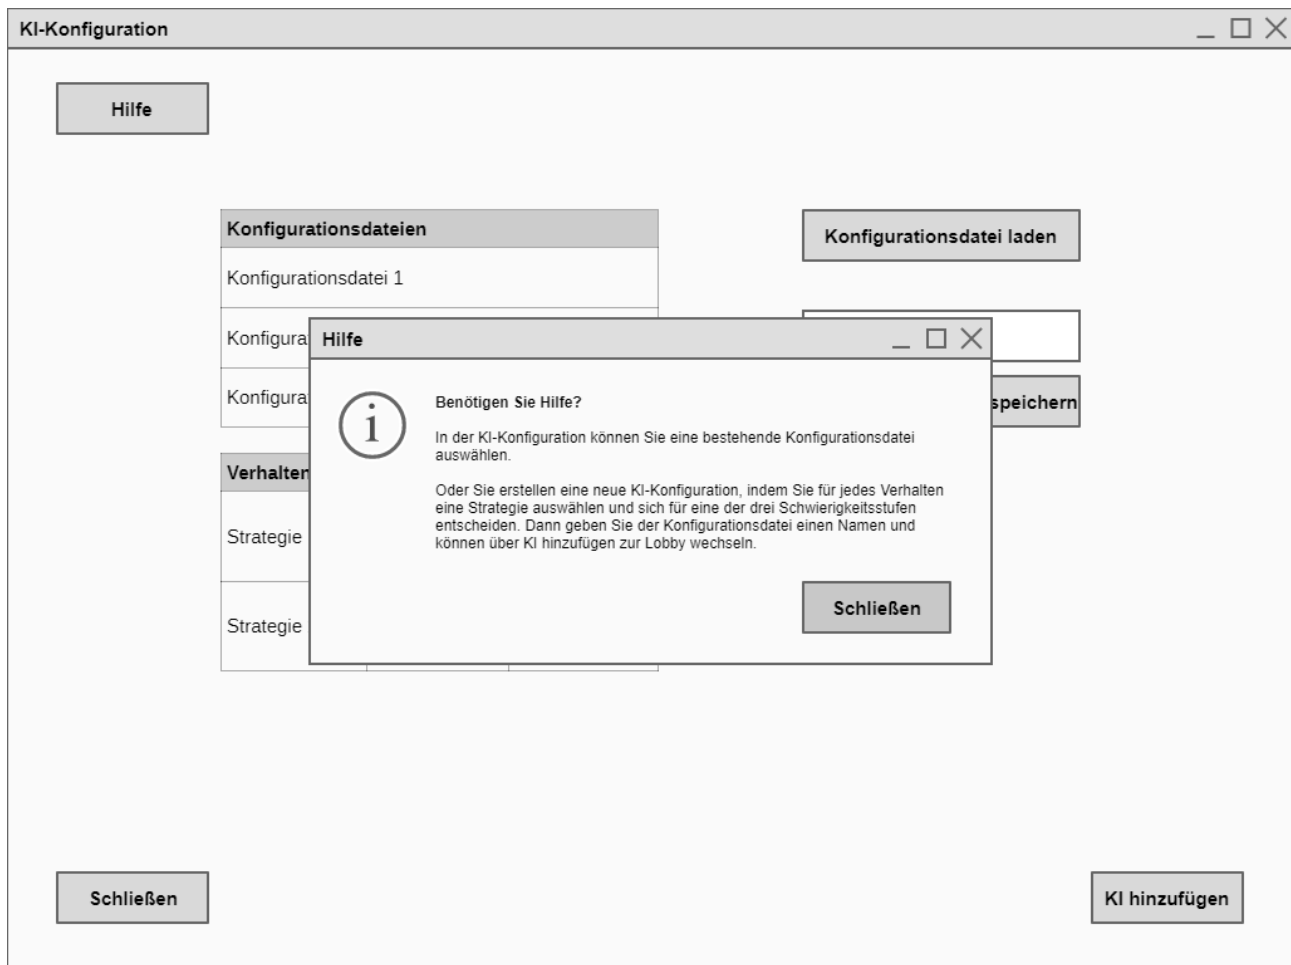 KI-Konfiguration
Hilfe
Konfigurationsdateien
Konfigurationsdatei laden
Konfigurationsdatei 1
Hilfe
speichern
Benötigen Sie Hilfe?
In der KI-Konfiguration können Sie eine bestehende Konfigurationsdatei
auswählen.
Oder Sie erstellen eine neue KI-Konfiguration, indem Sie für jedes Verhalten
eine Strategie auswählen und sich für eine der drei Schwierigkeitsstufen
entscheiden. Dann geben Sie der Konfigurationsdatei einen Namen und
können über KI hinzufügen zur Lobby wechseln.
Verhalten
Strategie
Strategie
Schließen
Schließen
KI hinzufügen